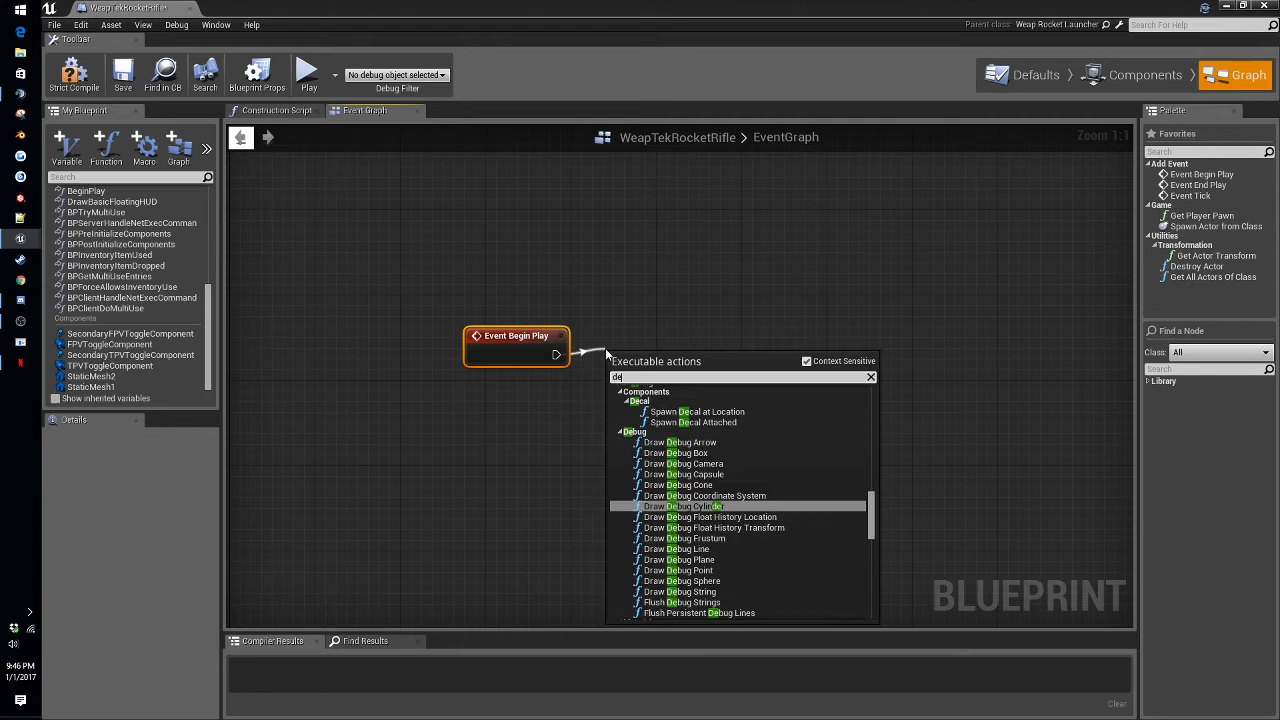 WeapTekRocketRifle*
File Edit Asset View Debug Window Help
Parent class: Weap Rocket Launcher
Search For Help
Toolbar
Strict Compile
Save
Find in CB
Search
Blueprint Props
Play
No debug object selected
Debug Filter
Defaults
Components
Graph
My Blueprint
Construction Script
Event Graph
Palette
Variable
Function
Macro
Graph
WeapTekRocketRifle > EventGraph
Zoom 1:1
Favorites
Search
Search
Add Event
Event Begin Play
Event End Play
Event Tick
Game
Get Player Pawn
Spawn Actor from Class
Utilities
Transformation
Get Actor Transform
Destroy Actor
Get All Actors Of Class
BeginPlay
DrawBasicFloatingHUD
BPTryMultiUse
BPServerHandleNetExecComman
BPPreInitializeComponents
BPPostInitializeComponents
BPInventoryItemUsed
BPInventoryItemDropped
BPGetMultiUseEntries
BPForceAllowsInventoryUse
BPClientHandleNetExecCommand
BPClientDoMultiUse
Components
SecondaryFPVToggleComponent
FPVToggleComponent
SecondaryTPVToggleComponent
TPVToggleComponent
StaticMesh2
StaticMesh1
Show inherited variables
Details
Event Begin Play
Executable actions
Context Sensitive
de
Components
Decal
Spawn Decal at Location
Spawn Decal Attached
Debug
Draw Debug Arrow
Draw Debug Box
Draw Debug Camera
Draw Debug Capsule
Draw Debug Cone
Draw Debug Coordinate System
Draw Debug Cylinder
Draw Debug Float History Location
Draw Debug Float History Transform
Draw Debug Frustum
Draw Debug Line
Draw Debug Plane
Draw Debug Point
Draw Debug Sphere
Draw Debug String
Flush Debug Strings
Flush Persistent Debug Lines
BLUEPRINT
Find a Node
Class: All
Search
Library
Compiler Results
Find Results
Clear
9:46 PM
1/1/2017